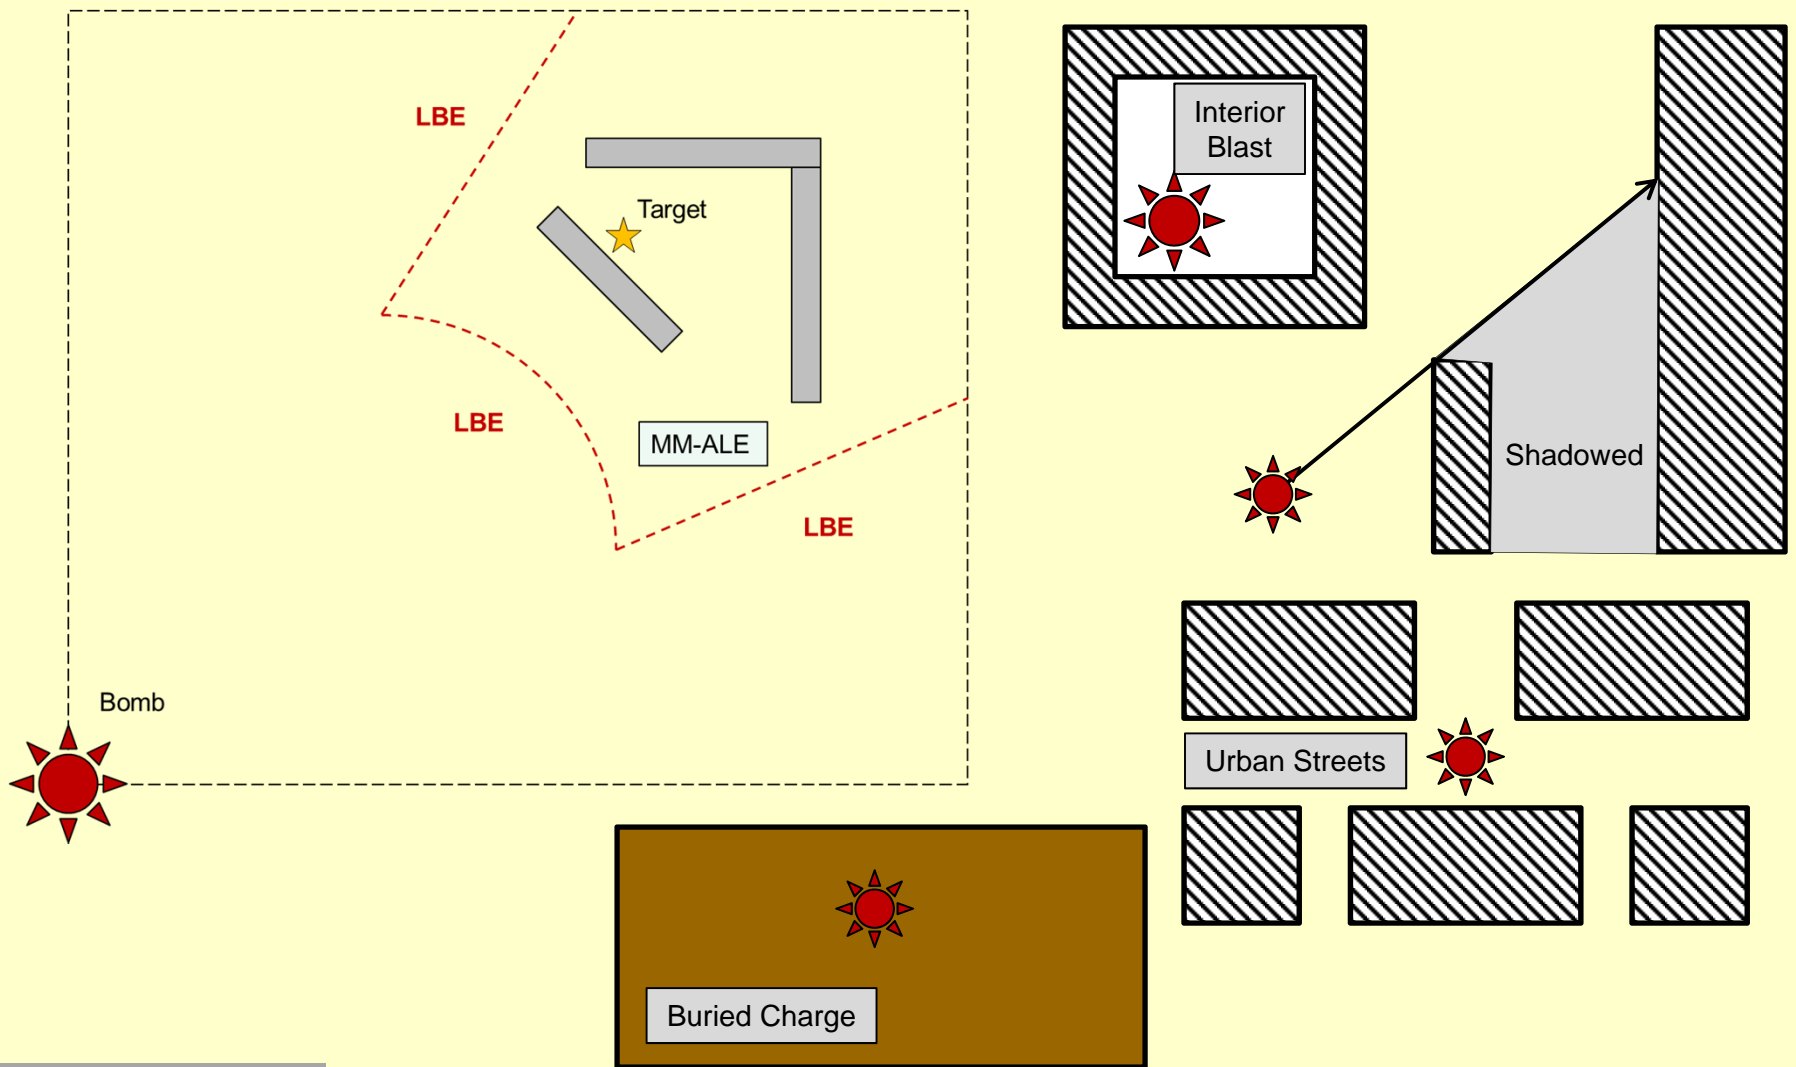 LBE
Target
LBE
MM-ALE
LBE
Bomb
Interior
Blast
Shadowed
Urban Streets
Buried Charge